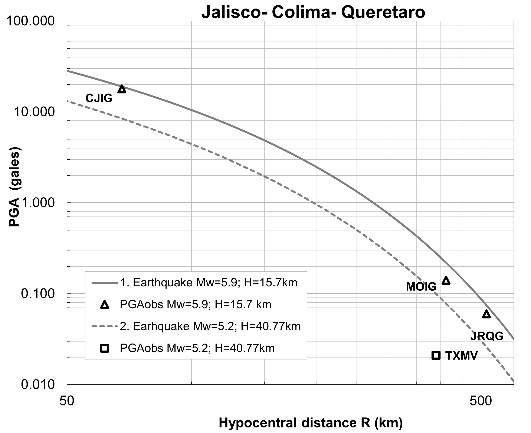 Jalisco- Colima- Queretaro
100.000
10.000
1.000
0.100
0.010
PGA (gales)
CJIG
MOIG
JRQG
TXMV
1. Earthquake Mw=5.9; H=15.7km
PGAobs Mw=5.9; H=15.7 km
2. Earhquake Mw=5.2; H=40.77km
PGAobs Mw=5.2; H=40.77km
50
500
Hypocentral distance R (km)